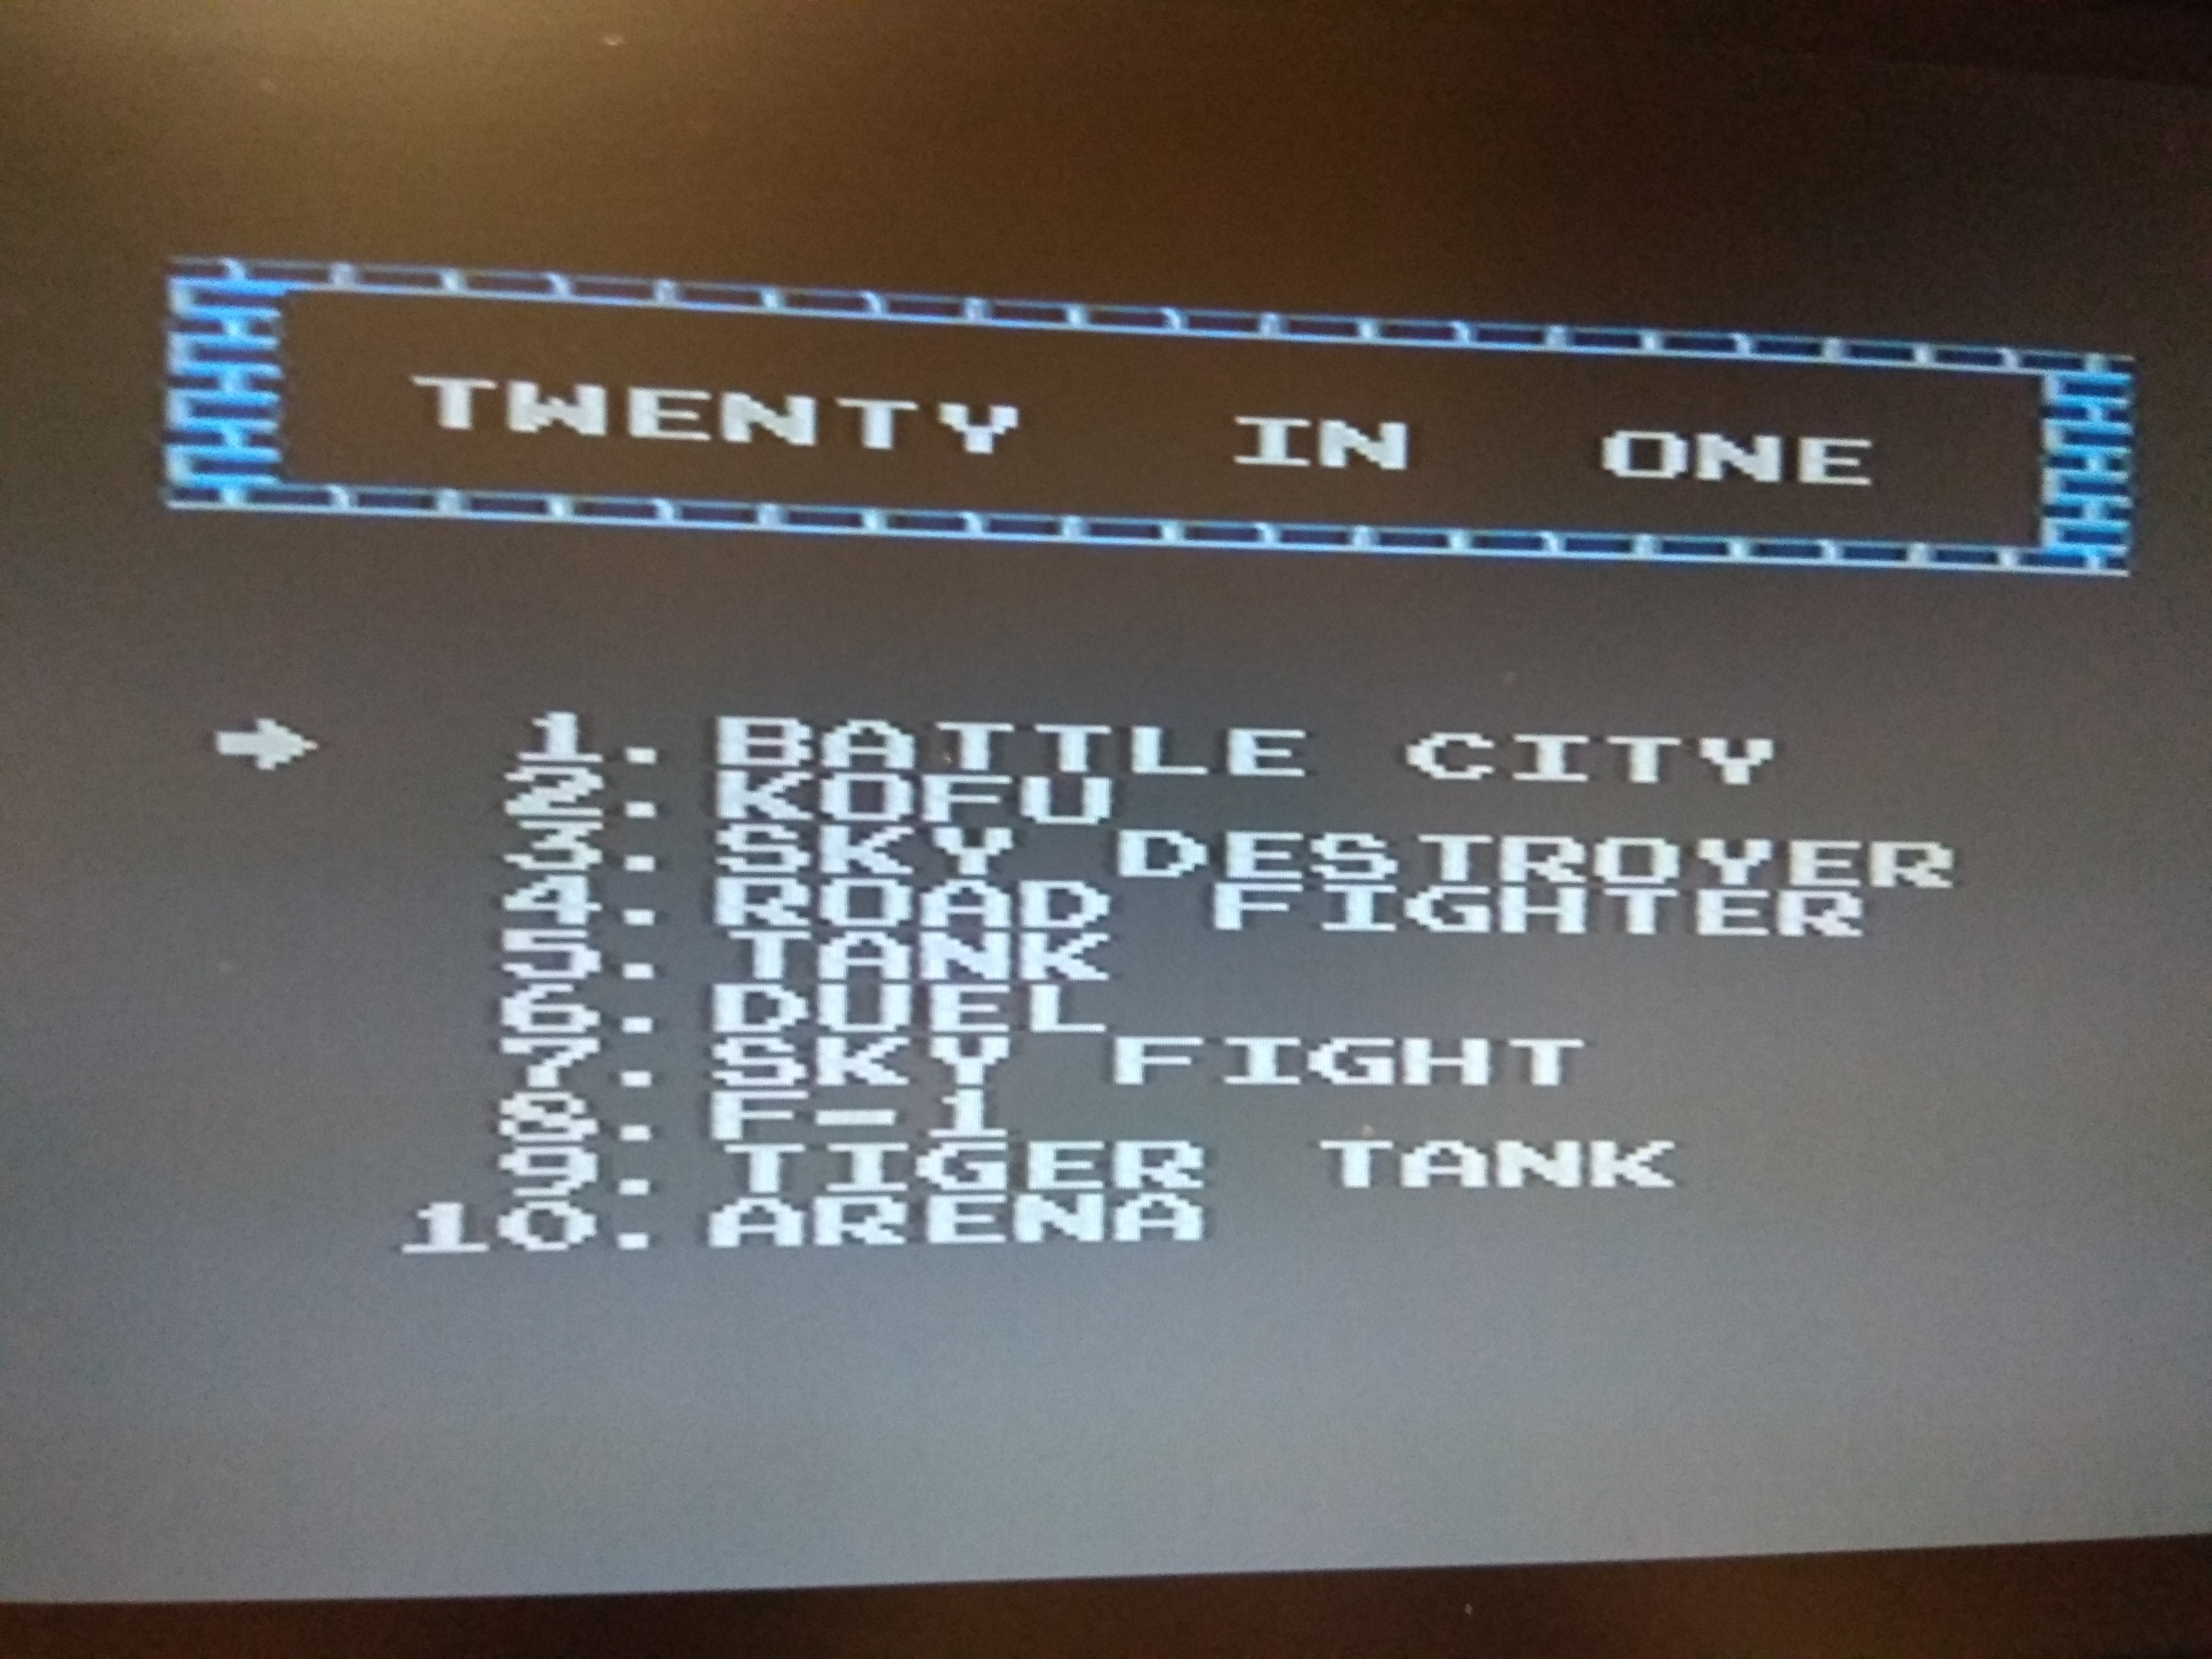 TWENTY IN ONE
1. BATTLE CITY
2. KOFU
3. SKY DESTROYER
4. ROAD FIGHTER
5. TANK
6. DUEL
7. SKY FIGHT
8. F-1
9. TIGER TANK
10. ARENA